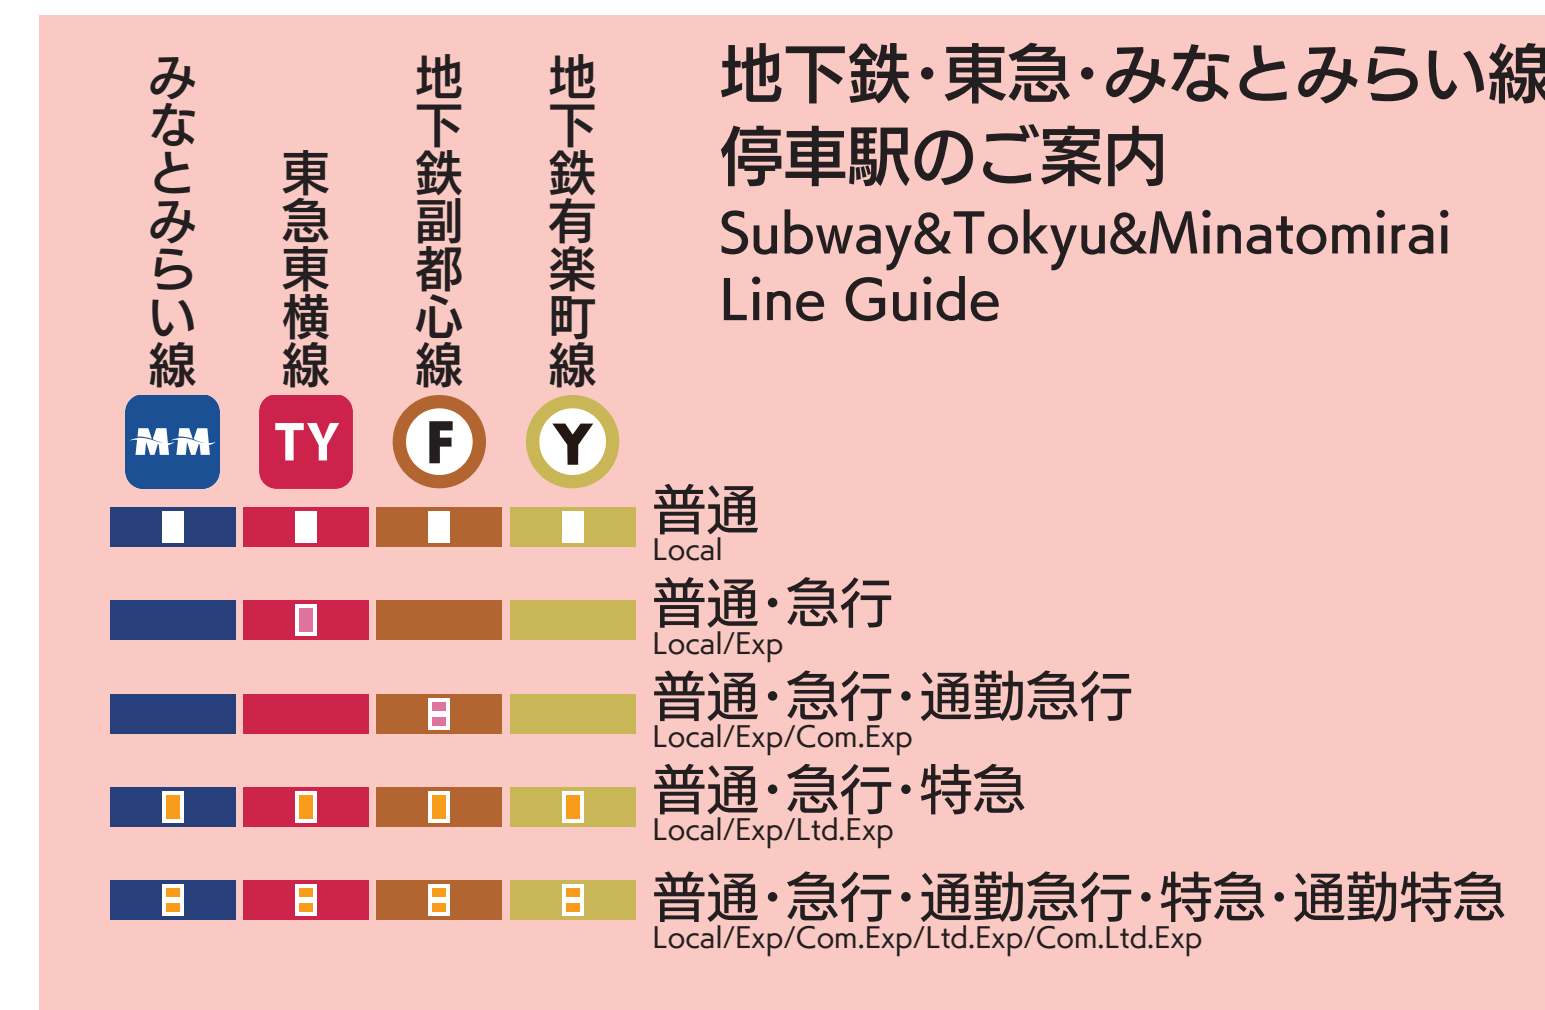 みなとみらい線
東急東横線
地下鉄副都心線
地下鉄有楽町線
地下鉄・東急・みなとみらい線
停車駅のご案内
Subway&Tokyu&Minatomirai
Line Guide
MM
TY
F
Y
普通
Local
普通・急行
Local/Exp
普通・急行・通勤急行
Local/Exp/Com.Exp
普通・急行・特急
Local/Exp/Ltd.Exp
普通・急行・通勤急行・特急・通勤特急
Local/Exp/Com.Exp/Ltd.Exp/Com.Ltd.Exp